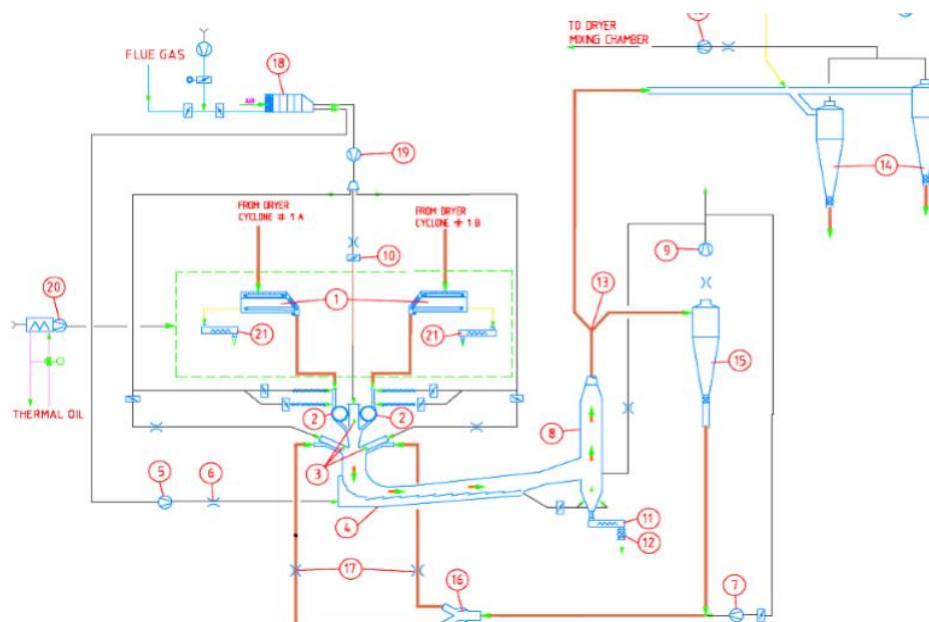 TO DRYER
MIXING CHAMBER
FLUE GAS
18
AIR
19
14
FROM DRYER
CYCLONE # 1 A
FROM DRYER
CYCLONE # 1 B
9
10
20
1
13
21
21
15
THERMAL OIL
2
2
8
3
5
6
4
11
12
17
16
7